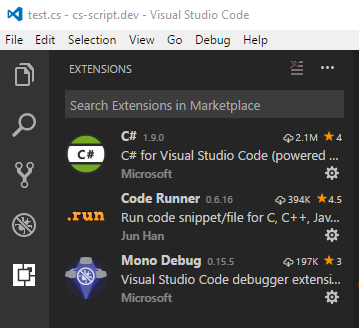 test.cs - cs-script.dev - Visual Studio Code
File Edit Selection View Go Debug Help
EXTENSIONS
Search Extensions in Marketplace
C# 1.9.0 2.1M ★ 4
C# for Visual Studio Code (powered ...
Microsoft
Code Runner 0.6.16 394K ★ 4.5
Run code snippet/file for C, C++, Jav...
Jun Han
Mono Debug 0.15.5 197K ★ 3
Visual Studio Code debugger extensi...
Microsoft
C#
.run